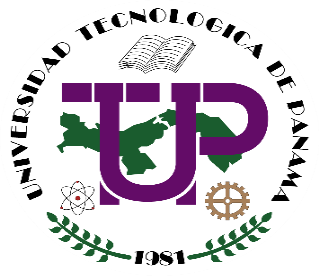 UNIVERSIDAD TECNOLOGICA DE PANAMA
UTP
1981